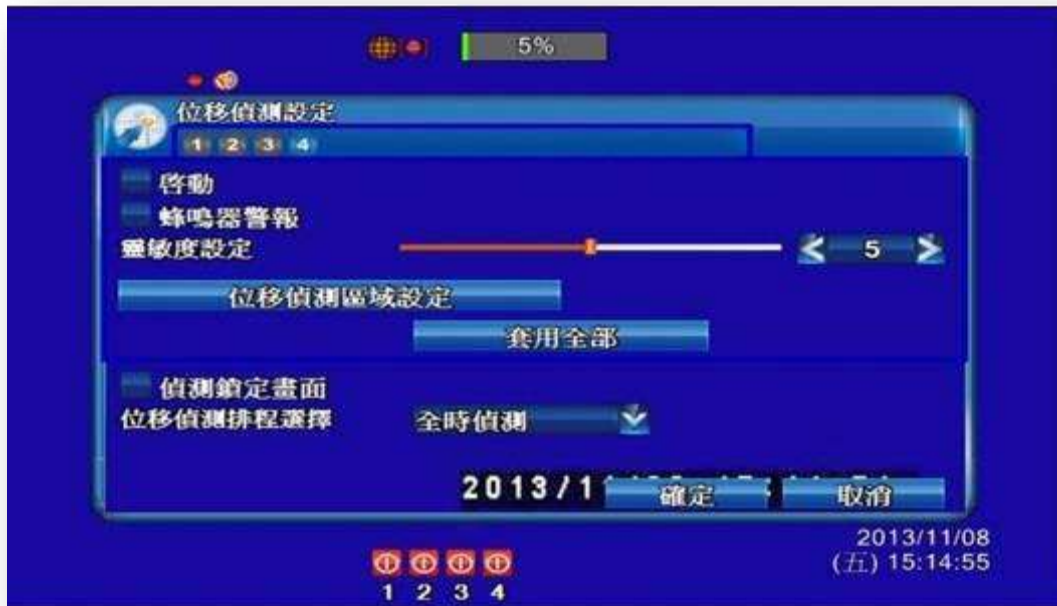 5%
位移偵測設定
1 2 3 4
啓動
蜂鳴器警報
靈敏度設定 5
位移偵測區域設定
套用全部
偵測鎖定畫面
位移偵測排程選擇 全時偵測
2013/1
確定 取消
2013/11/08
(五) 15:14:55
1 2 3 4